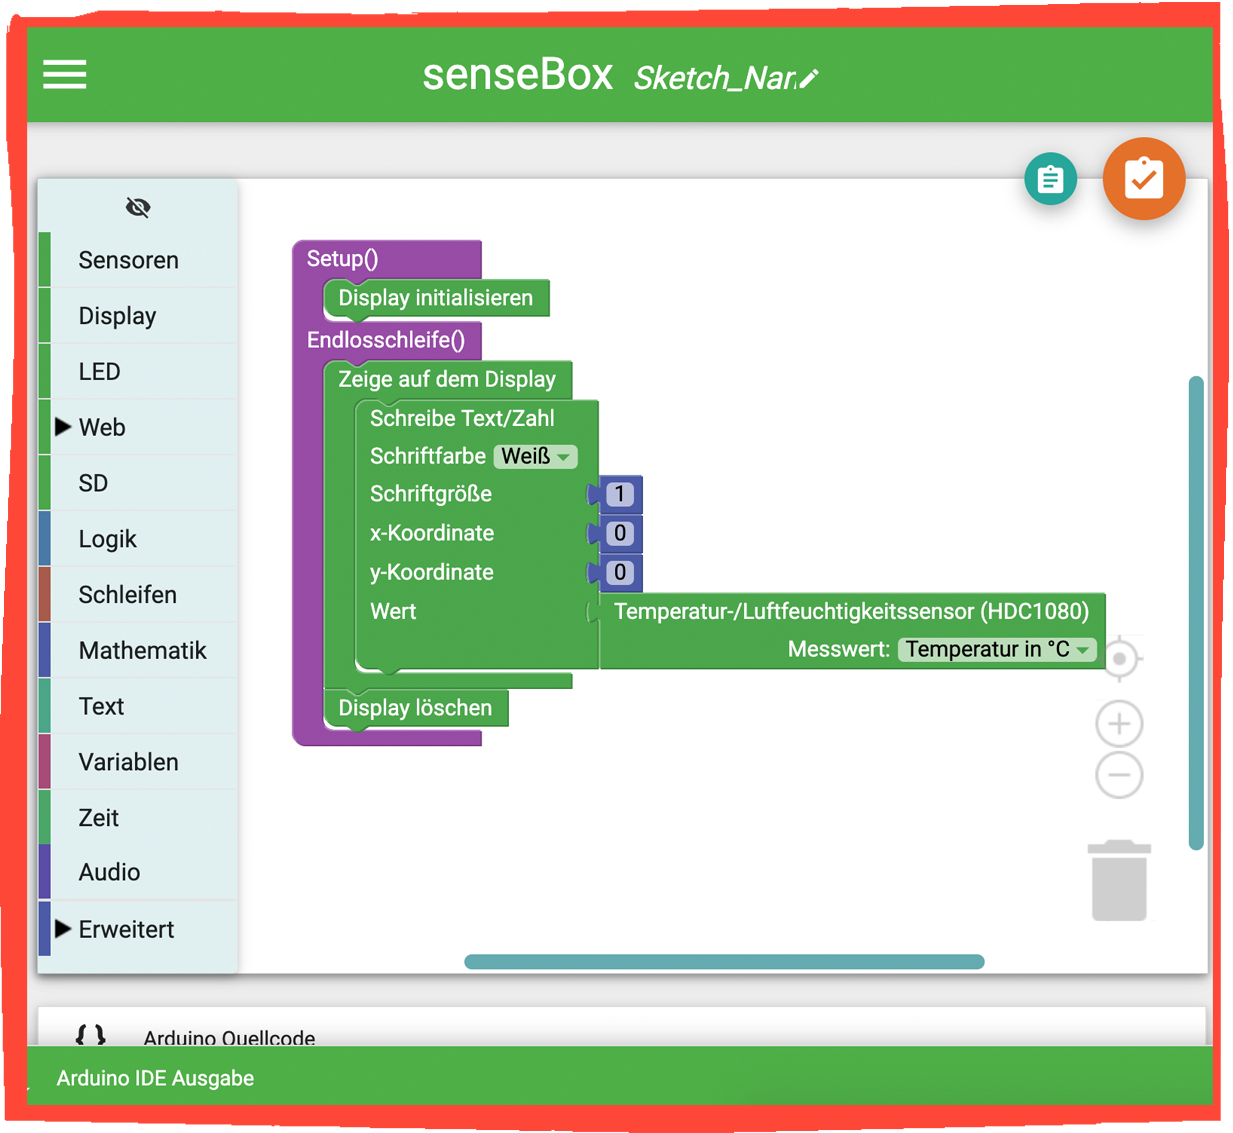 senseBox Sketch_Nar
Sensoren
Display
LED
Web
SD
Logik
Schleifen
Mathematik
Text
Variablen
Zeit
Audio
Erweitert
Setup()
Display initialisieren
Endlosschleife()
Zeige auf dem Display
Schreibe Text/Zahl
Schriftfarbe Weiß
Schriftgröße 1
x-Koordinate 0
y-Koordinate 0
Wert Temperatur-/Luftfeuchtigkeitssensor (HDC1080)
Messwert: Temperatur in °C
Display löschen
{} Arduino Quellcode
Arduino IDE Ausgabe